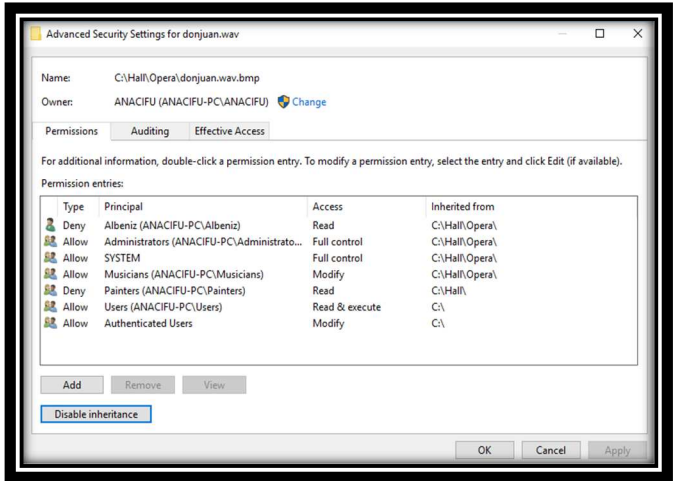 Advanced Security Settings for donjuan.wav
Name: C:\Hall\Opera\donjuan.wav.bmp
Owner: ANACIFU (ANACIFU-PC\ANACIFU) Change
Permissions Auditing Effective Access
For additional information, double-click a permission entry. To modify a permission entry, select the entry and click Edit (if available).
Permission entries:
Type Principal Access Inherited from
Deny Albeniz (ANACIFU-PC\Albeniz) Read C:\Hall\Opera\
Allow Administrators (ANACIFU-PC\Administrato... Full control C:\Hall\Opera\
Allow SYSTEM Full control C:\Hall\Opera\
Allow Musicians (ANACIFU-PC\Musicians) Modify C:\Hall\Opera\
Deny Painters (ANACIFU-PC\Painters) Read C:\Hall\
Allow Users (ANACIFU-PC\Users) Read & execute C:\
Allow Authenticated Users Modify C:\
Add Remove View
Disable inheritance
OK Cancel Apply